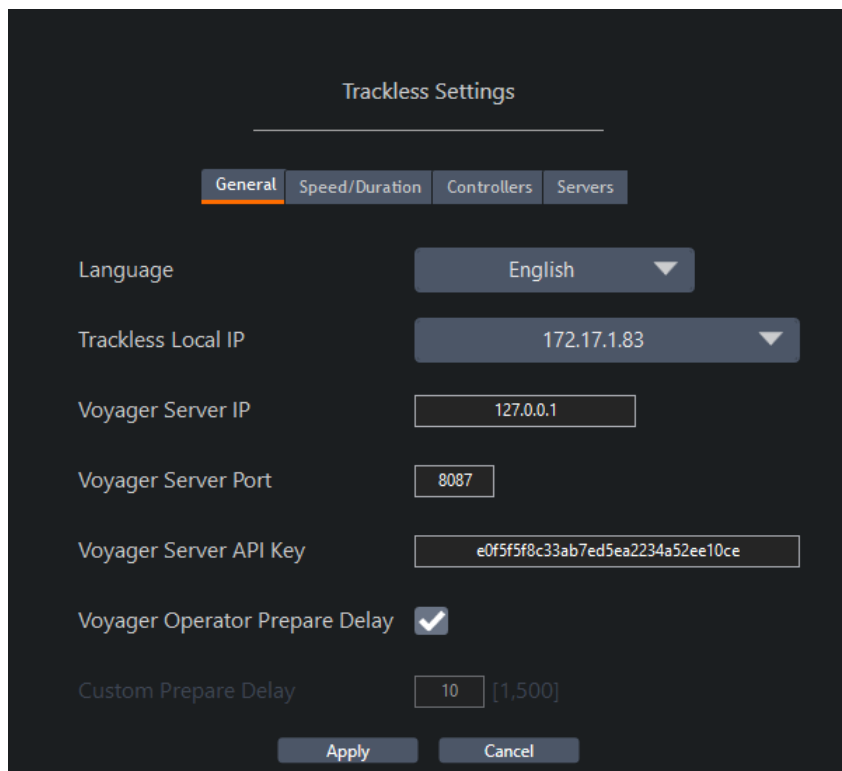 Trackless Settings
General Speed/Duration Controllers Servers
Language English
Trackless Local IP 172.17.1.83
Voyager Server IP 127.0.0.1
Voyager Server Port 8087
Voyager Server API Key e0f5f5f8c33ab7ed5ea2234a52ee10ce
Voyager Operator Prepare Delay
Custom Prepare Delay 10 [1,500]
Apply Cancel